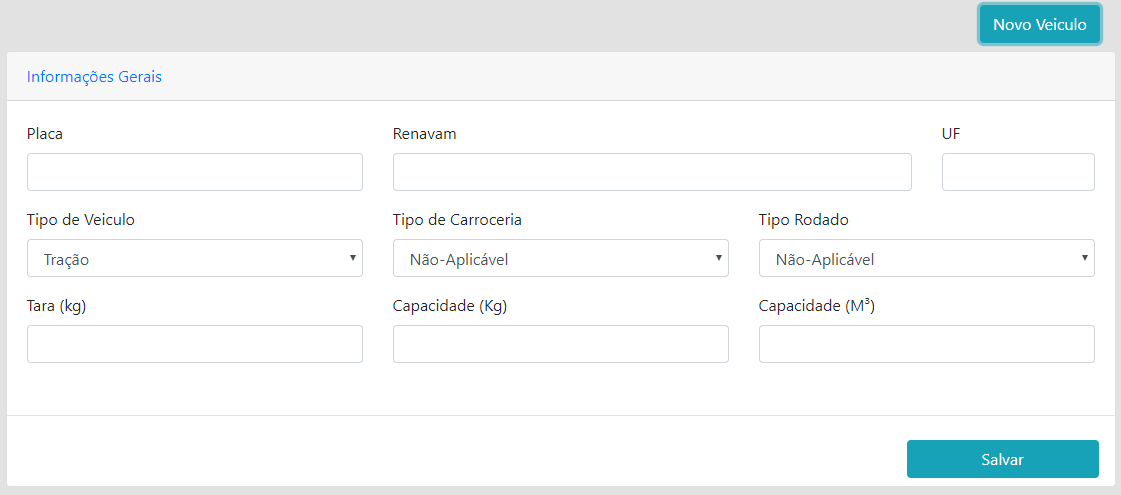 Novo Veiculo
Informações Gerais
Placa Renavam UF
Tipo de Veiculo Tipo de Carroceria Tipo Rodado
Tração Não-Aplicável Não-Aplicável
Tara (kg) Capacidade (Kg) Capacidade (M³)
Salvar